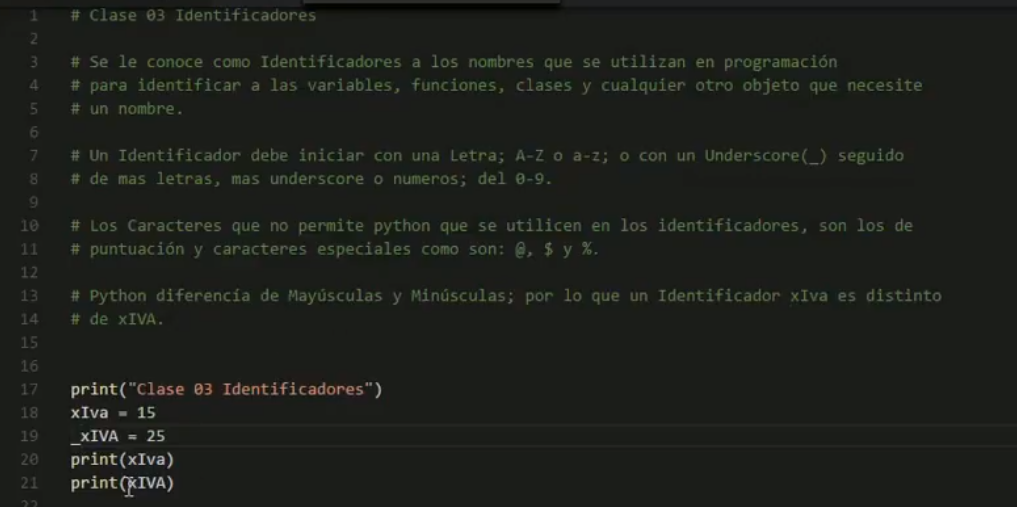 1 # Clase 03 Identificadores
2
3 # Se le conoce como Identificadores a los nombres que se utilizan en programación
4 # para identificar a las variables, funciones, clases y cualquier otro objeto que necesite
5 # un nombre.
6
7 # Un Identificador debe iniciar con una Letra; A-Z o a-z; o con un Underscore(_) seguido
8 # de mas letras, mas underscore o numeros; del 0-9.
9
10 # Los Caracteres que no permite python que se utilicen en los identificadores, son los de
11 # puntuación y caracteres especiales como son: @, $ y %.
12
13 # Python diferencía de Mayúsculas y Minúsculas; por lo que un Identificador xIva es distinto
14 # de xIVA.
15
16
17 print("Clase 03 Identificadores")
18 xIva = 15
19 _xIVA = 25
20 print(xIva)
21 print(xIVA)
22